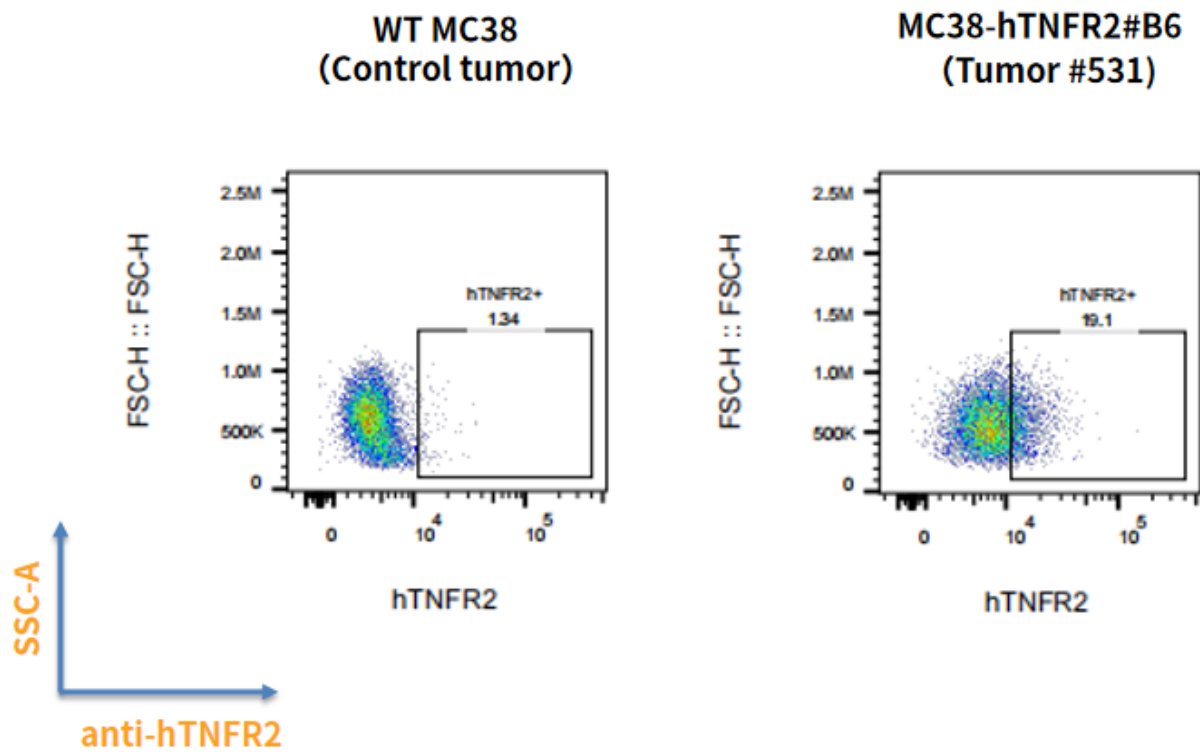 WT MC38
(Control tumor)
MC38-hTNFR2#B6
(Tumor #531)
FSC-H :: FSC-H
2.5M
2.0M
1.5M
1.0M
500K
0
hTNFR2+
1.34
0
10^4
10^5
hTNFR2
FSC-H :: FSC-H
2.5M
2.0M
1.5M
1.0M
500K
0
hTNFR2+
19.1
0
10^4
10^5
hTNFR2
SSC-A
anti-hTNFR2